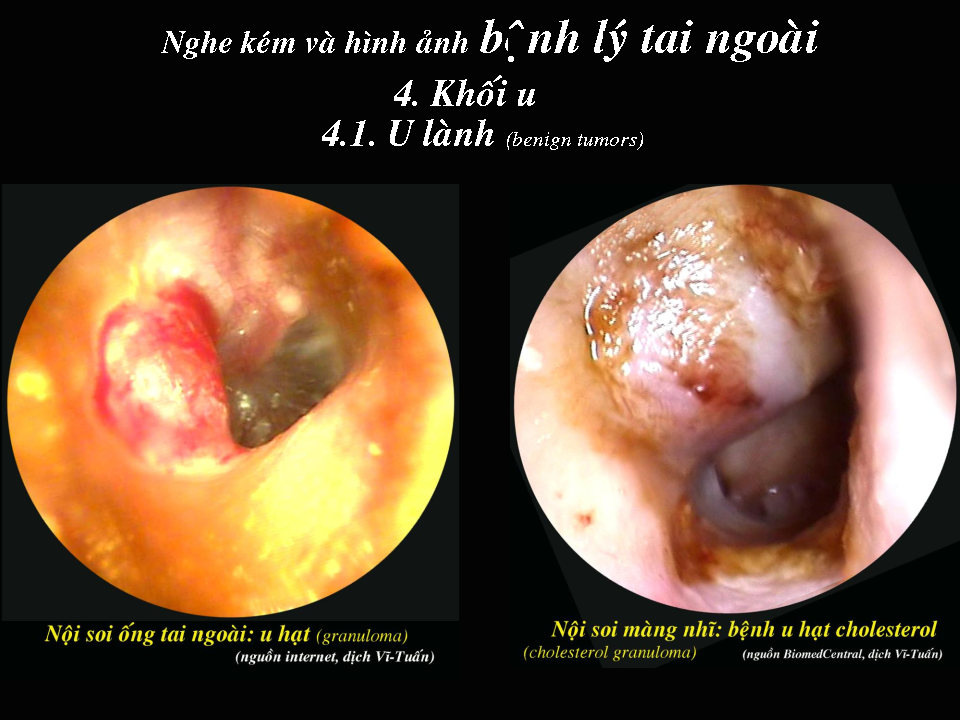 Nghe kém và hình ảnh bệnh lý tai ngoài
4. Khối u
4.1. U lành (benign tumors)
Nội soi ống tai ngoài: u hạt (granuloma)
(nguồn internet, dịch Vĩ-Tuấn)
Nội soi màng nhĩ: bệnh u hạt cholesterol
(cholesterol granuloma) (nguồn BiomedCentral, dịch Vĩ-Tuấn)